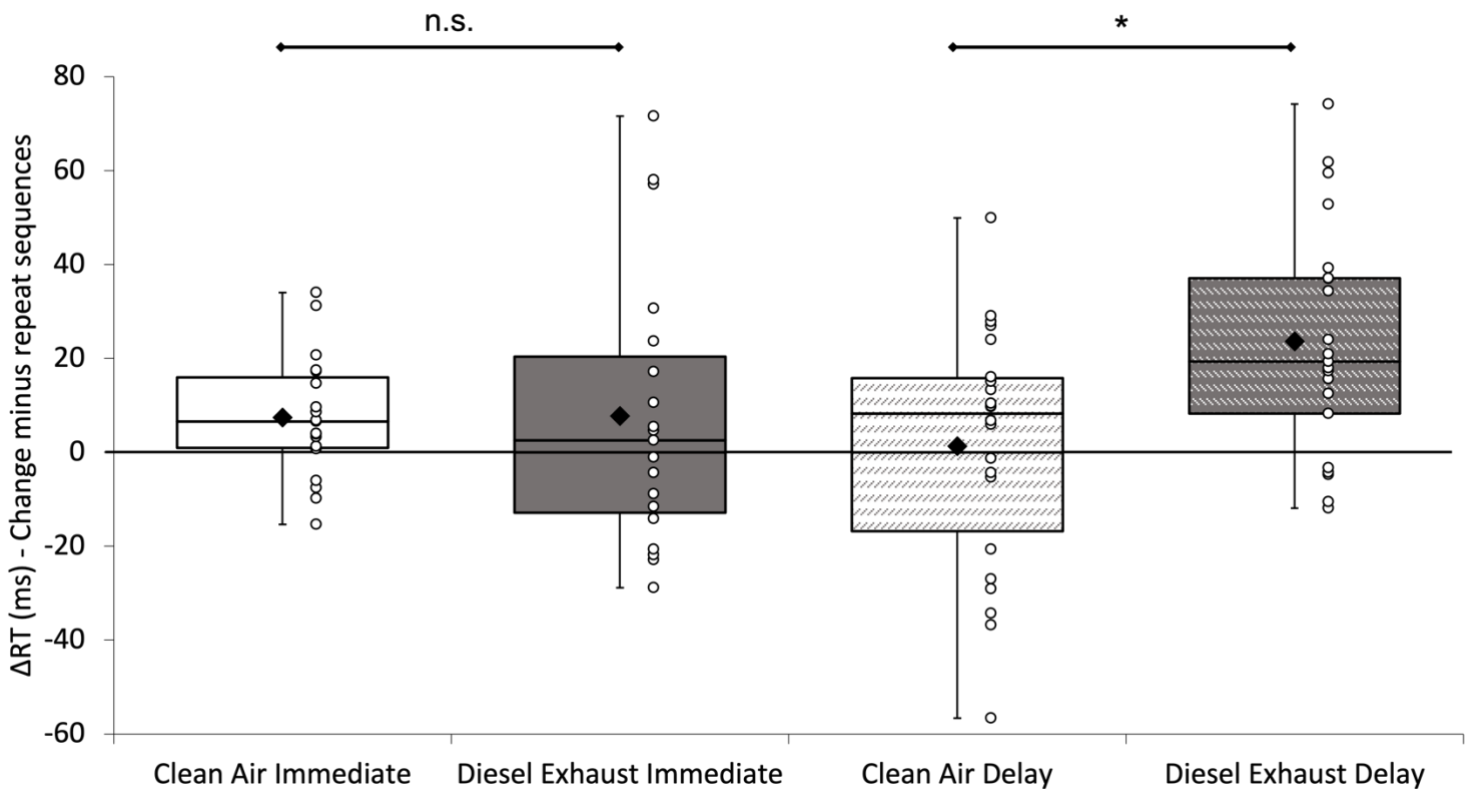 n.s.
*
ΔRT (ms) - Change minus repeat sequences
80
60
40
20
0
-20
-40
-60
Clean Air Immediate
Diesel Exhaust Immediate
Clean Air Delay
Diesel Exhaust Delay